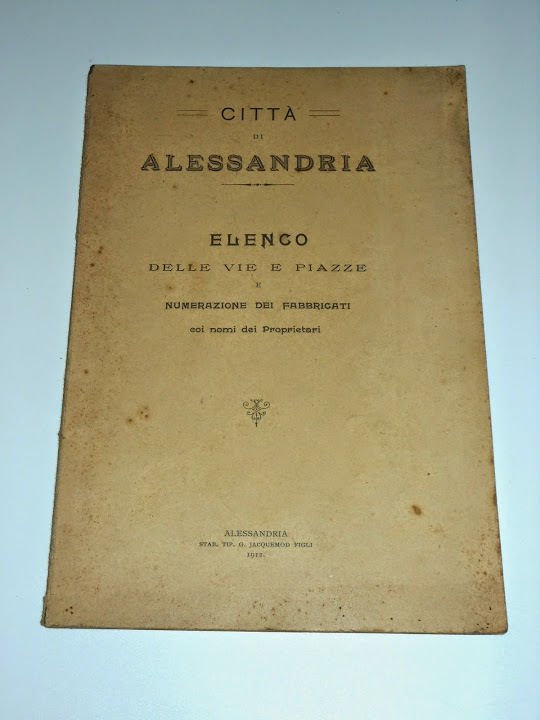 CITTÀ
DI
ALESSANDRIA
ELENCO
DELLE VIE E PIAZZE
E
NUMERAZIONE DEI FABBRICATI
coi nomi dei Proprietari
ALESSANDRIA
STAB. TIP. G. JACQUEMOD FIGLI
1912.